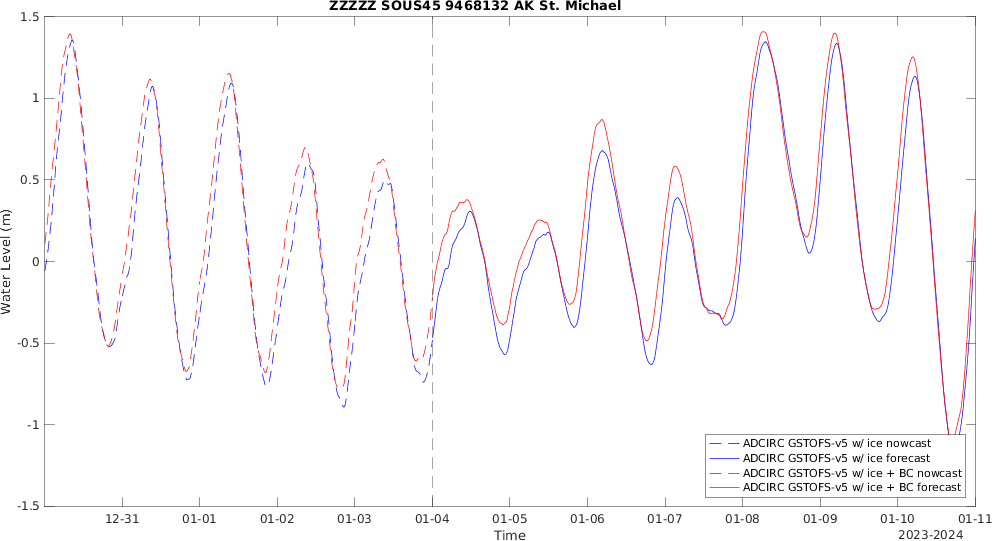 ZZZZZ SOUS45 9468132 AK St. Michael
Water Level (m)
1.5
1
0.5
0
-0.5
-1
-1.5
12-31
01-01
01-02
01-03
01-04
01-05
01-06
01-07
01-08
01-09
01-10
01-11
Time
2023-2024
ADCIRC GSTOFS-v5 w/ ice nowcast
ADCIRC GSTOFS-v5 w/ ice forecast
ADCIRC GSTOFS-v5 w/ ice + BC nowcast
ADCIRC GSTOFS-v5 w/ ice + BC forecast